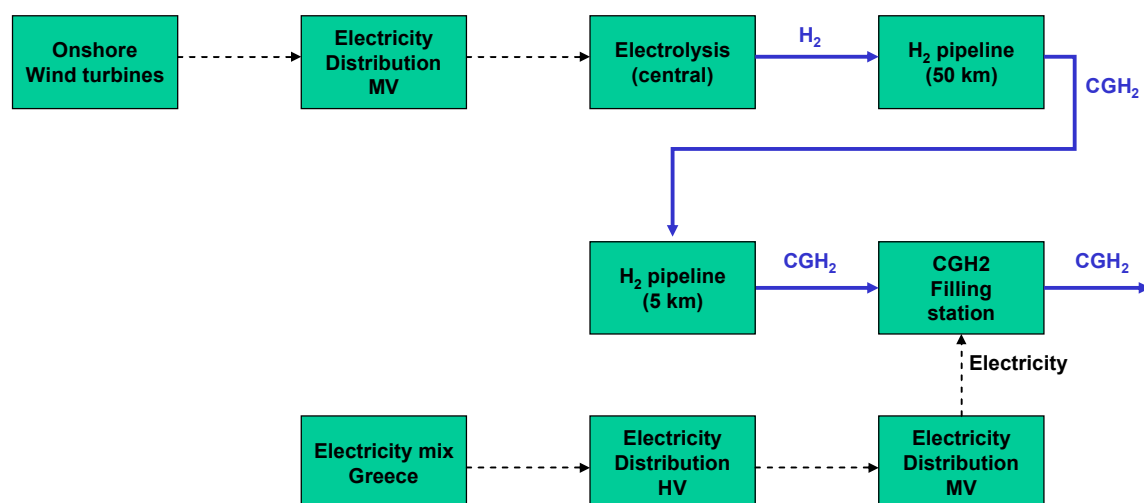 Onshore
Wind turbines
Electricity
Distribution
MV
Electrolysis
(central)
H₂
H₂ pipeline
(50 km)
CGH₂
H₂ pipeline
(5 km)
CGH₂
CGH2
Filling
station
CGH₂
Electricity
Electricity mix
Greece
Electricity
Distribution
HV
Electricity
Distribution
MV